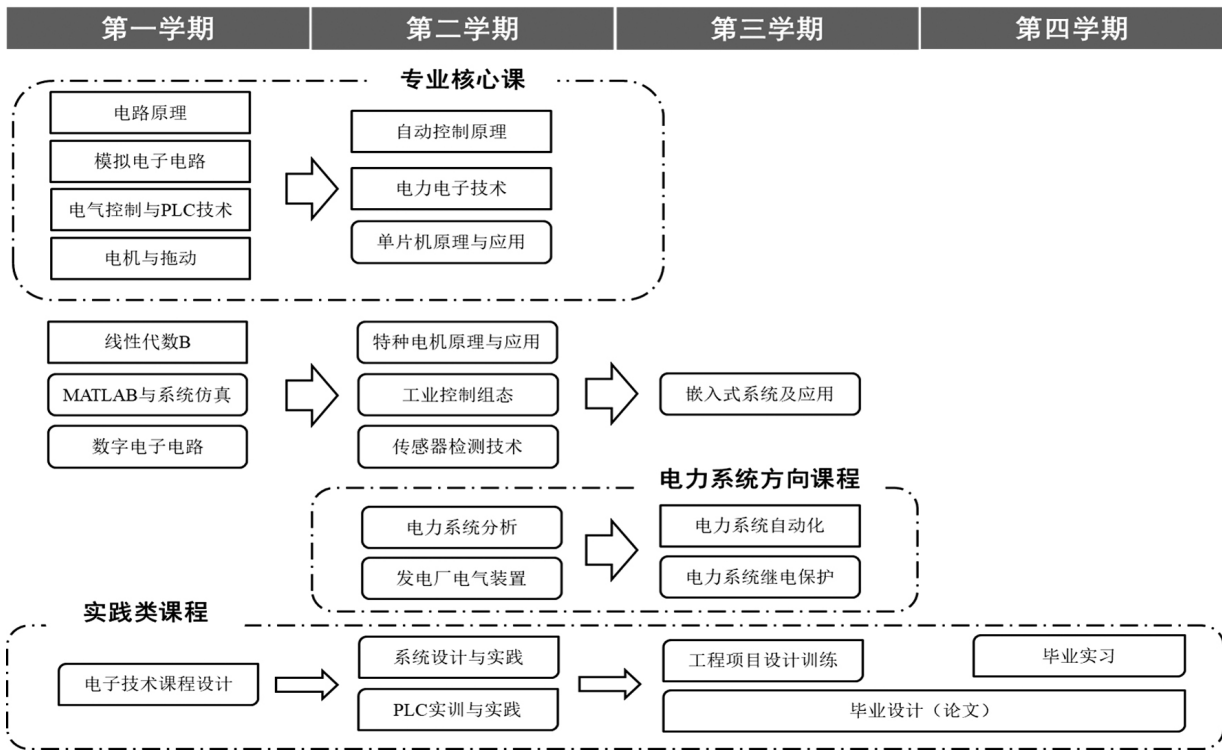 第一学期
第二学期
第三学期
第四学期
专业核心课
电路原理
模拟电子电路
电气控制与PLC技术
电机与拖动
自动控制原理
电力电子技术
单片机原理与应用
线性代数B
MATLAB与系统仿真
数字电子电路
特种电机原理与应用
工业控制组态
传感器检测技术
嵌入式系统及应用
电力系统方向课程
电力系统分析
发电厂电气装置
电力系统自动化
电力系统继电保护
实践类课程
电子技术课程设计
系统设计与实践
PLC实训与实践
工程项目设计训练
毕业实习
毕业设计（论文）